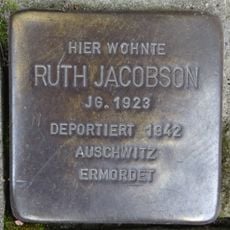 HIER WOHNTE
RUTH JACOBSON
JG. 1923
DEPORTIERT 1942
AUSCHWITZ
ERMORDET